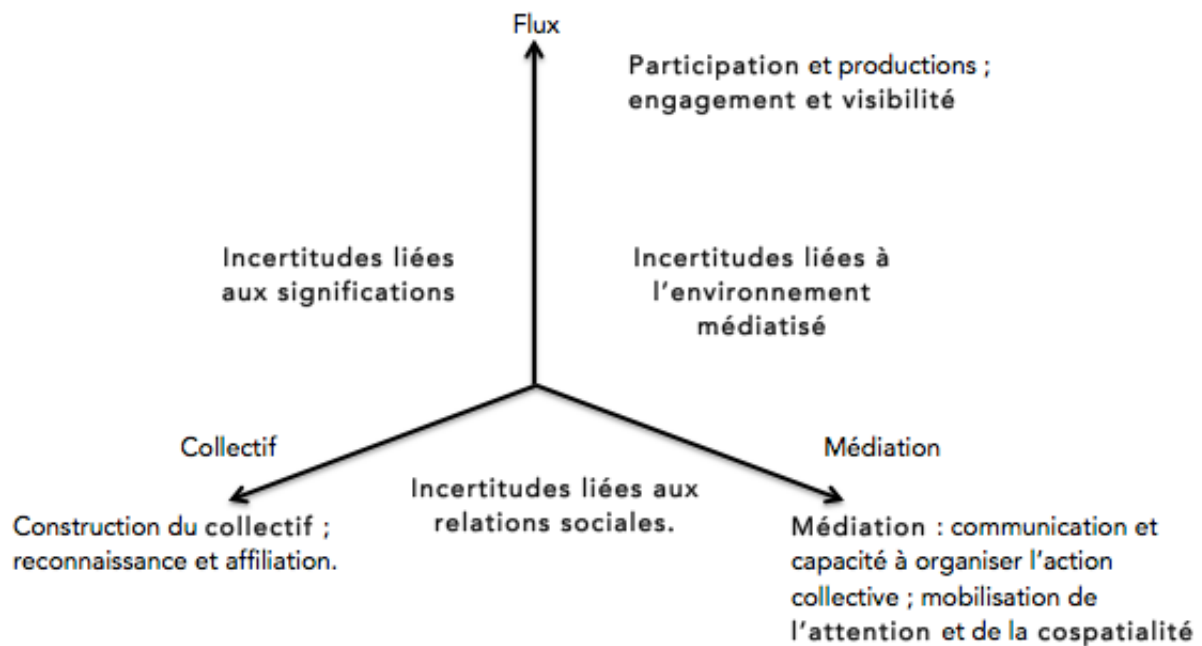 Flux
Participation et productions ;
engagement et visibilité
Incertitudes liées
aux significations
Incertitudes liées à
l'environnement
médiatisé
Collectif
Médiation
Incertitudes liées aux
relations sociales.
Construction du collectif ;
reconnaissance et affiliation.
Médiation : communication et
capacité à organiser l'action
collective ; mobilisation de
l'attention et de la cospatialité